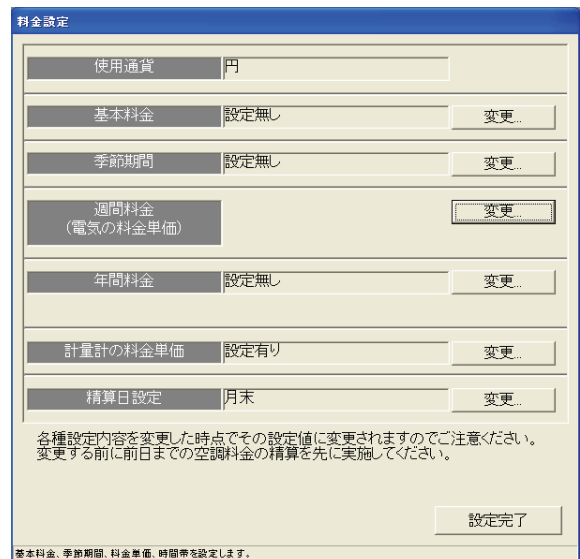 料金設定
使用通貨 円
基本料金 設定無し 変更...
季節期間 設定無し 変更...
週間料金
(電気の料金単価) 変更...
年間料金 設定無し 変更...
計量計の料金単価 設定有り 変更...
精算日設定 月末 変更...
各種設定内容を変更した時点でその設定値に変更されますのでご注意ください。
変更する前に前日までの空調料金の精算を先に実施してください。
設定完了
基本料金、季節期間、料金単価、時間帯を設定します。